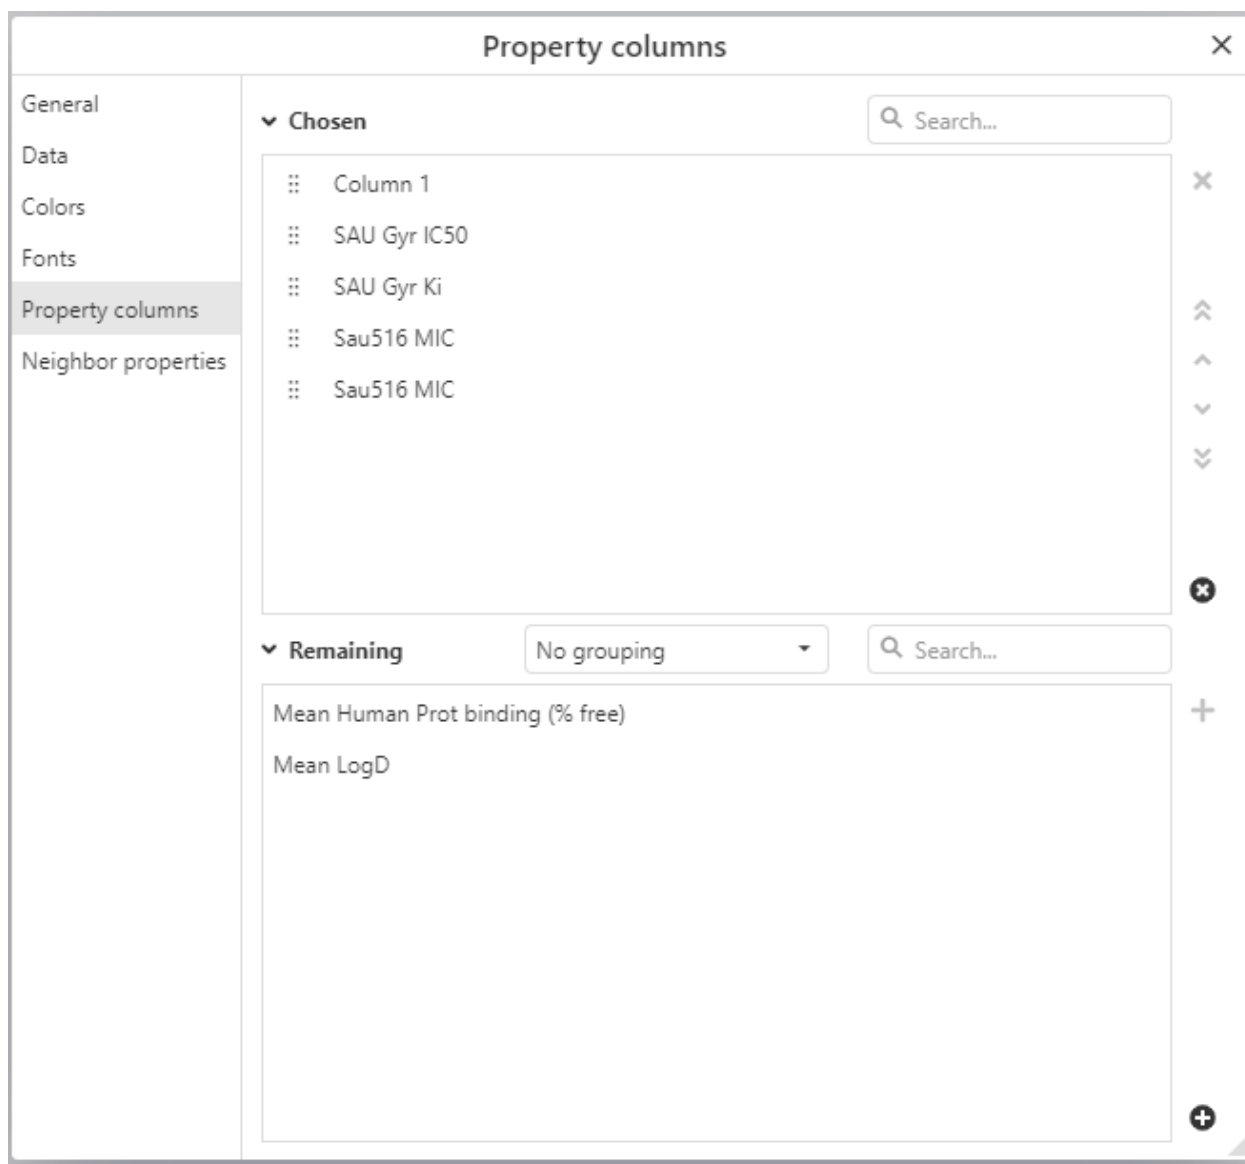 Property columns
General
Data
Colors
Fonts
Property columns
Neighbor properties
Chosen
Search...
Column 1
SAU Gyr IC50
SAU Gyr Ki
Sau516 MIC
Sau516 MIC
Remaining
No grouping
Search...
Mean Human Prot binding (% free)
Mean LogD